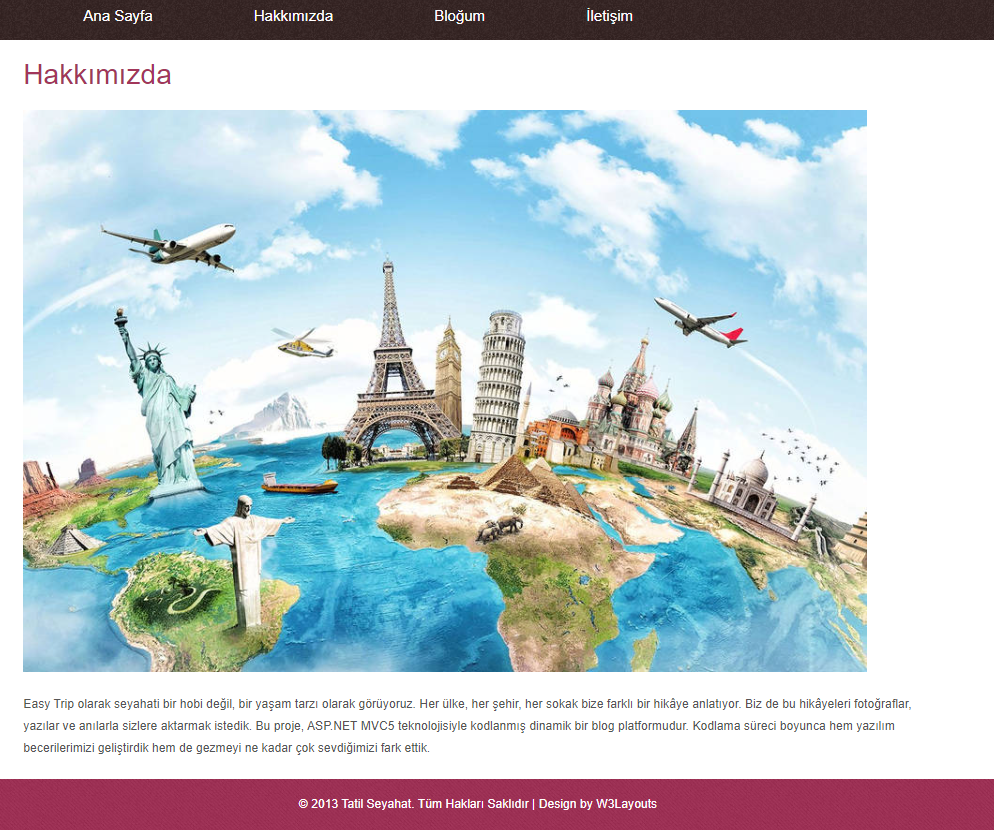 Ana Sayfa Hakkımızda Bloğum İletişim
Hakkımızda
Easy Trip olarak seyahati bir hobi değil, bir yaşam tarzı olarak görüyoruz. Her ülke, her şehir, her sokak bize farklı bir hikâye anlatıyor. Biz de bu hikâyeleri fotoğraflar,
yazılar ve anılarla sizlere aktarmak istedik. Bu proje, ASP.NET MVC5 teknolojisiyle kodlanmış dinamik bir blog platformudur. Kodlama süreci boyunca hem yazılım
becerilerimizi geliştirdik hem de gezmeyi ne kadar çok sevdiğimizi fark ettik.
© 2013 Tatil Seyahat. Tüm Hakları Saklıdır | Design by W3Layouts